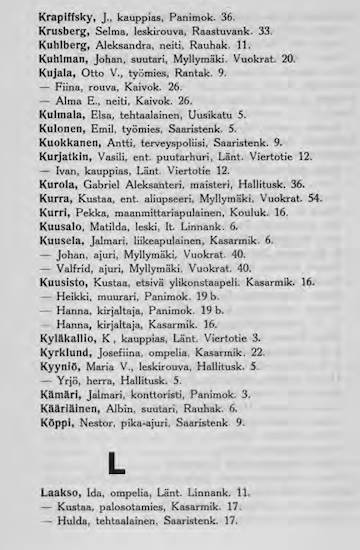 Krapiffsky, J., kauppias, Panimok. 36.
Krusberg, Selma, leskirouva, Raastuvank. 33.
Kuhlberg, Aleksandra, neiti, Rauhak. 11.
Kuhlman, Johan, suutari, Myllymäki. Vuokrat. 20.
Kujala, Otto V., työmies, Rantak. 9.
— Fiina, rouva, Kaivok. 26.
— Alma E., neiti, Kaivok. 26.
Kulmala, Elsa, tehtaalainen, Uusikatu 5.
Kulonen, Emil, työmies, Saaristenk. 5.
Kuokkanen, Antti, terveyspoliisi, Saaristenk. 9.
Kurjatkin, Vasili, ent. puutarhuri, Länt. Viertotie 12.
— Ivan, kauppias, Länt. Viertotie 12.
Kurola, Gabriel Aleksanteri, maisteri, Hallitusk. 36.
Kurra, Kustaa, ent. aliupseeri, Myllymäki, Vuokrat. 54.
Kurri, Pekka, maanmittariapulainen, Kouluk. 16.
Kuusalo, Matilda, leski, It. Linnank. 6.
Kuusela, Jalmari, liikeapulainen, Kasarmik. 6.
— Johan, ajuri, Myllymäki, Vuokrat. 40.
— Valfrid, ajuri, Myllymäki. Vuokrat. 40.
Kuusisto, Kustaa, etsivä ylikonstaapeli, Kasarmik. 16.
— Heikki, muurari, Panimok. 19 b.
— Hanna, kirjaltaja, Panimok. 19 b.
— Hanna, kirjaltaja, Kasarmik. 16.
Kyläkallio, K., kauppias, Länt. Viertotie 3.
Kyrklund, Josefiina, ompelia, Kasarmik. 22.
Kyyniö, Maria V., leskirouva, Hallitusk. 5.
— Yrjö, herra, Hallitusk. 5.
Kämäri, Jalmari, konttoristi, Panimok. 3.
Kääriäinen, Albin, suutari, Rauhak. 6.
Köppi, Nestor, pika-ajuri, Saaristenk. 9.
L
Laakso, Ida, ompelia, Länt. Linnank. 11.
— Kustaa, palosotamies, Kasarmik. 17.
— Hulda, tehtaalainen, Saaristenk. 17.